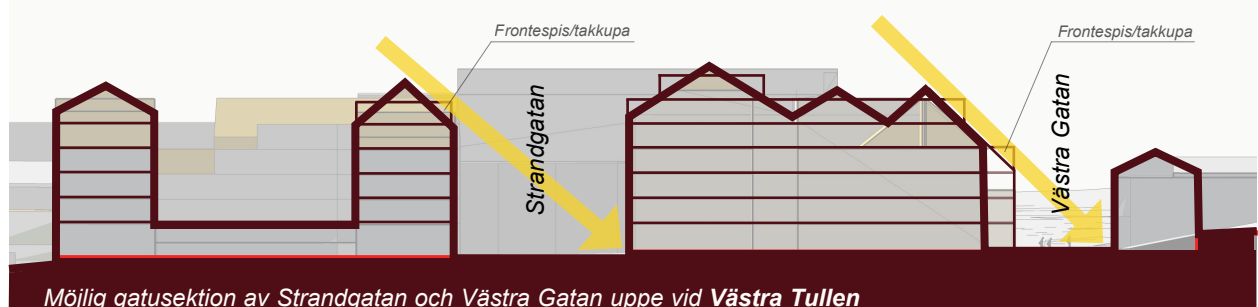 Frontespis/takkupa
Frontespis/takkupa
Strandgatan
Västra Gatan
Möjlig gatusektion av Strandgatan och Västra Gatan uppe vid Västra Tullen